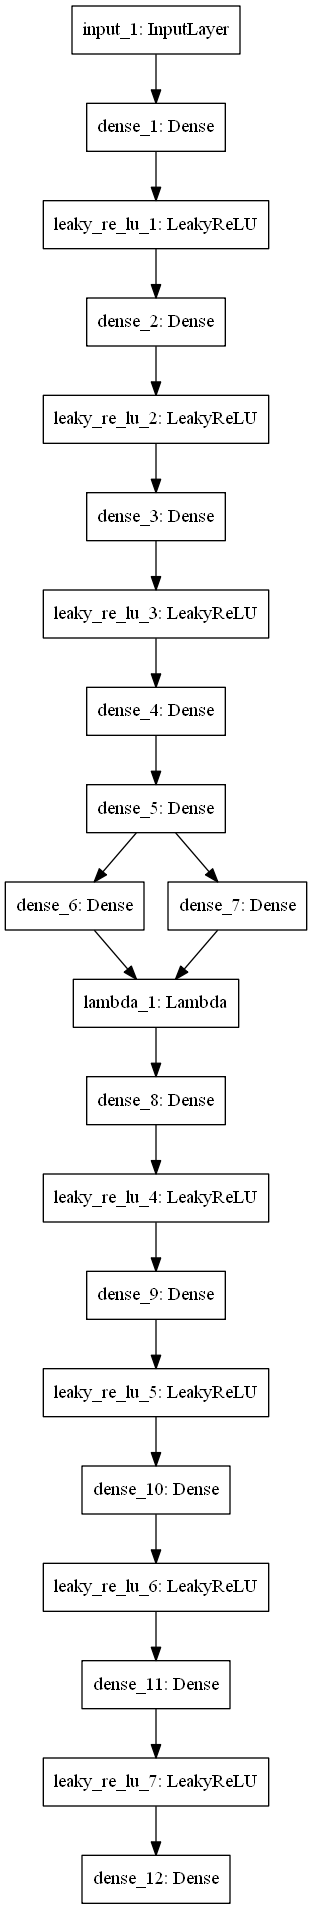 input_1: InputLayer
dense_1: Dense
leaky_re_lu_1: LeakyReLU
dense_2: Dense
leaky_re_lu_2: LeakyReLU
dense_3: Dense
leaky_re_lu_3: LeakyReLU
dense_4: Dense
dense_5: Dense
dense_6: Dense
dense_7: Dense
lambda_1: Lambda
dense_8: Dense
leaky_re_lu_4: LeakyReLU
dense_9: Dense
leaky_re_lu_5: LeakyReLU
dense_10: Dense
leaky_re_lu_6: LeakyReLU
dense_11: Dense
leaky_re_lu_7: LeakyReLU
dense_12: Dense